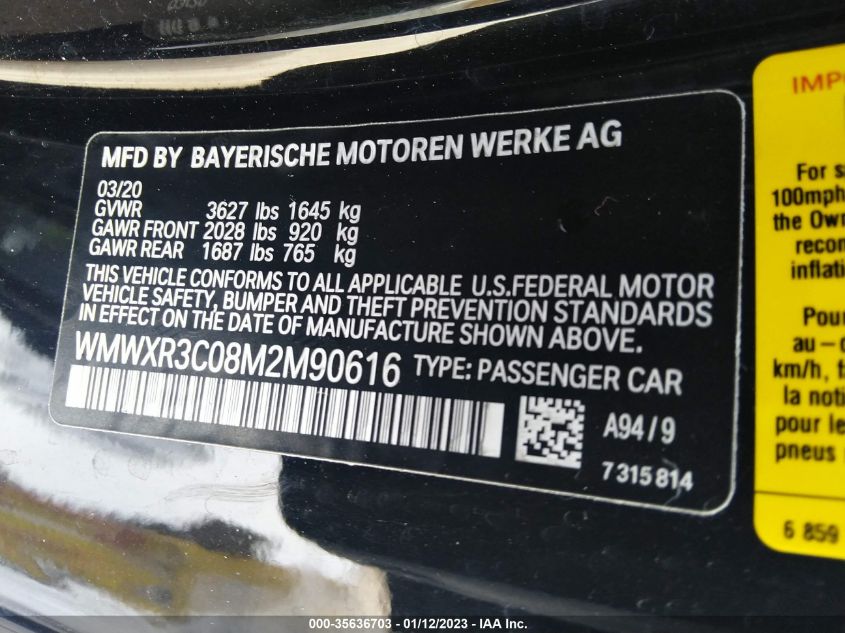 MFD BY BAYERISCHE MOTOREN WERKE AG
03/20
GVWR 3627 lbs 1645 kg
GAWR FRONT 2028 lbs 920 kg
GAWR REAR 1687 lbs 765 kg
THIS VEHICLE CONFORMS TO ALL APPLICABLE U.S.FEDERAL MOTOR
VEHICLE SAFETY, BUMPER AND THEFT PREVENTION STANDARDS
IN EFFECT ON THE DATE OF MANUFACTURE SHOWN ABOVE.
WMWXR3C08M2M90616 TYPE: PASSENGER CAR
A94/9
7315814
For
100mph
the Own
inflati
Pour
au –
km/h, f
la noti
pour le
pneus
6 859
000-35636703 - 01/12/2023 - IAA Inc.